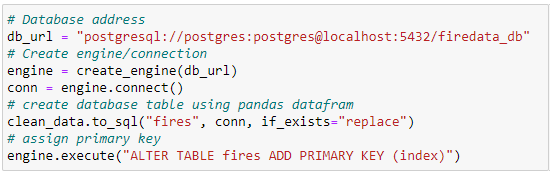 # Database address
db_url = "postgresql://postgres:postgres@localhost:5432/firedata_db"
# Create engine/connection
engine = create_engine(db_url)
conn = engine.connect()
# create database table using pandas datafram
clean_data.to_sql("fires", conn, if_exists="replace")
# assign primary key
engine.execute("ALTER TABLE fires ADD PRIMARY KEY (index)")